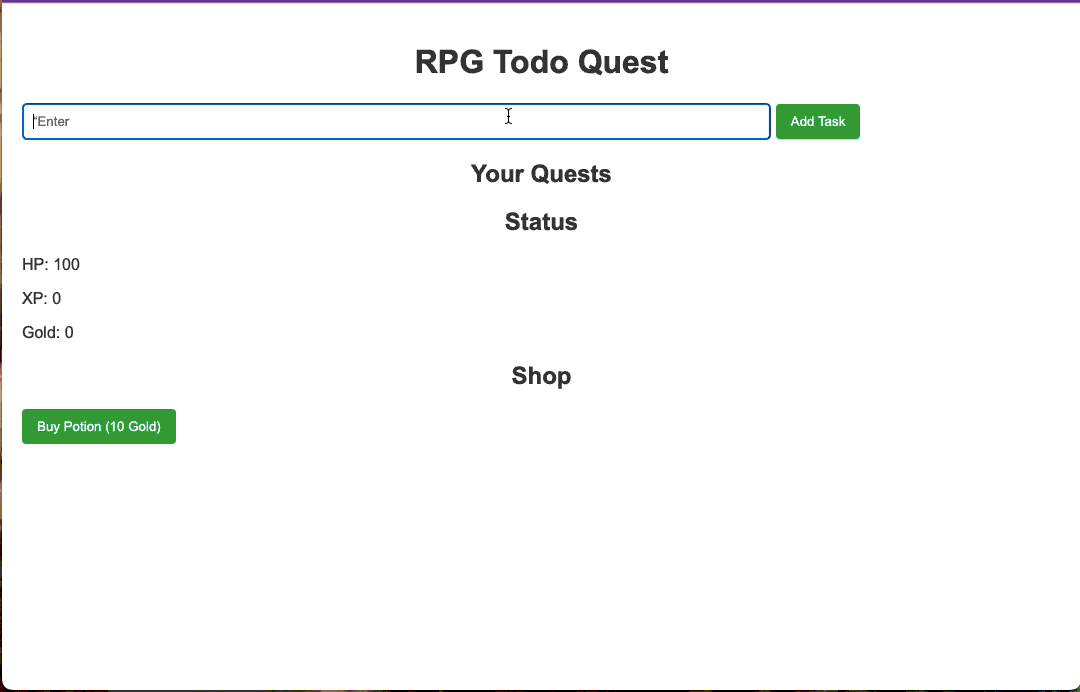 RPG Todo Quest
“Enter
Add Task
Your Quests
Status
HP: 100
XP: 0
Gold: 0
Shop
Buy Potion (10 Gold)